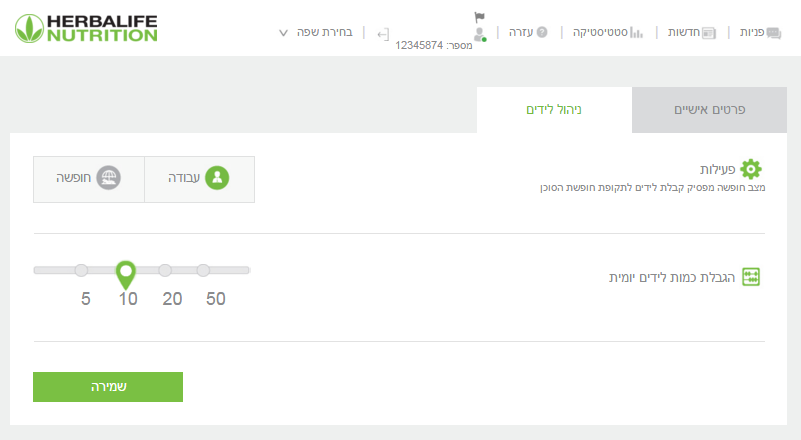 HERBALIFE
NUTRITION
פניות
חדשות
סטטיסטיקה
עזרה
מספר: 12345874
בחירת שפה
פרטים אישיים
ניהול לידים
פעילות
מצב חופשה מפסיק קבלת לידים לתקופת חופשת הסוכן
עבודה
חופשה
הגבלת כמות לידים יומית
5 10 20 50
שמירה